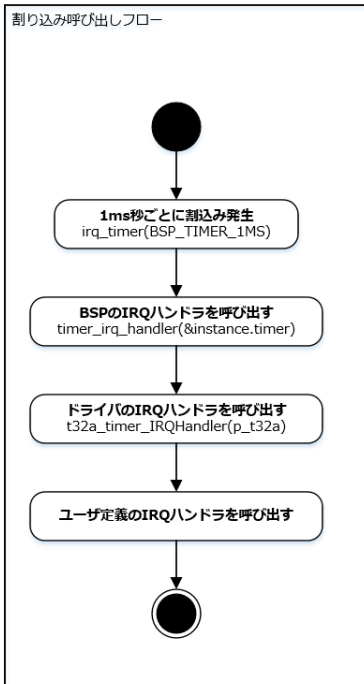 割り込み呼び出しフロー
1ms秒ごとに割込み発生
irq_timer(BSP_TIMER_1MS)
BSPのIRQハンドラを呼び出す
timer_irq_handler(&instance.timer)
ドライバのIRQハンドラを呼び出す
t32a_timer_IRQHandler(p_t32a)
ユーザ定義のIRQハンドラを呼び出す